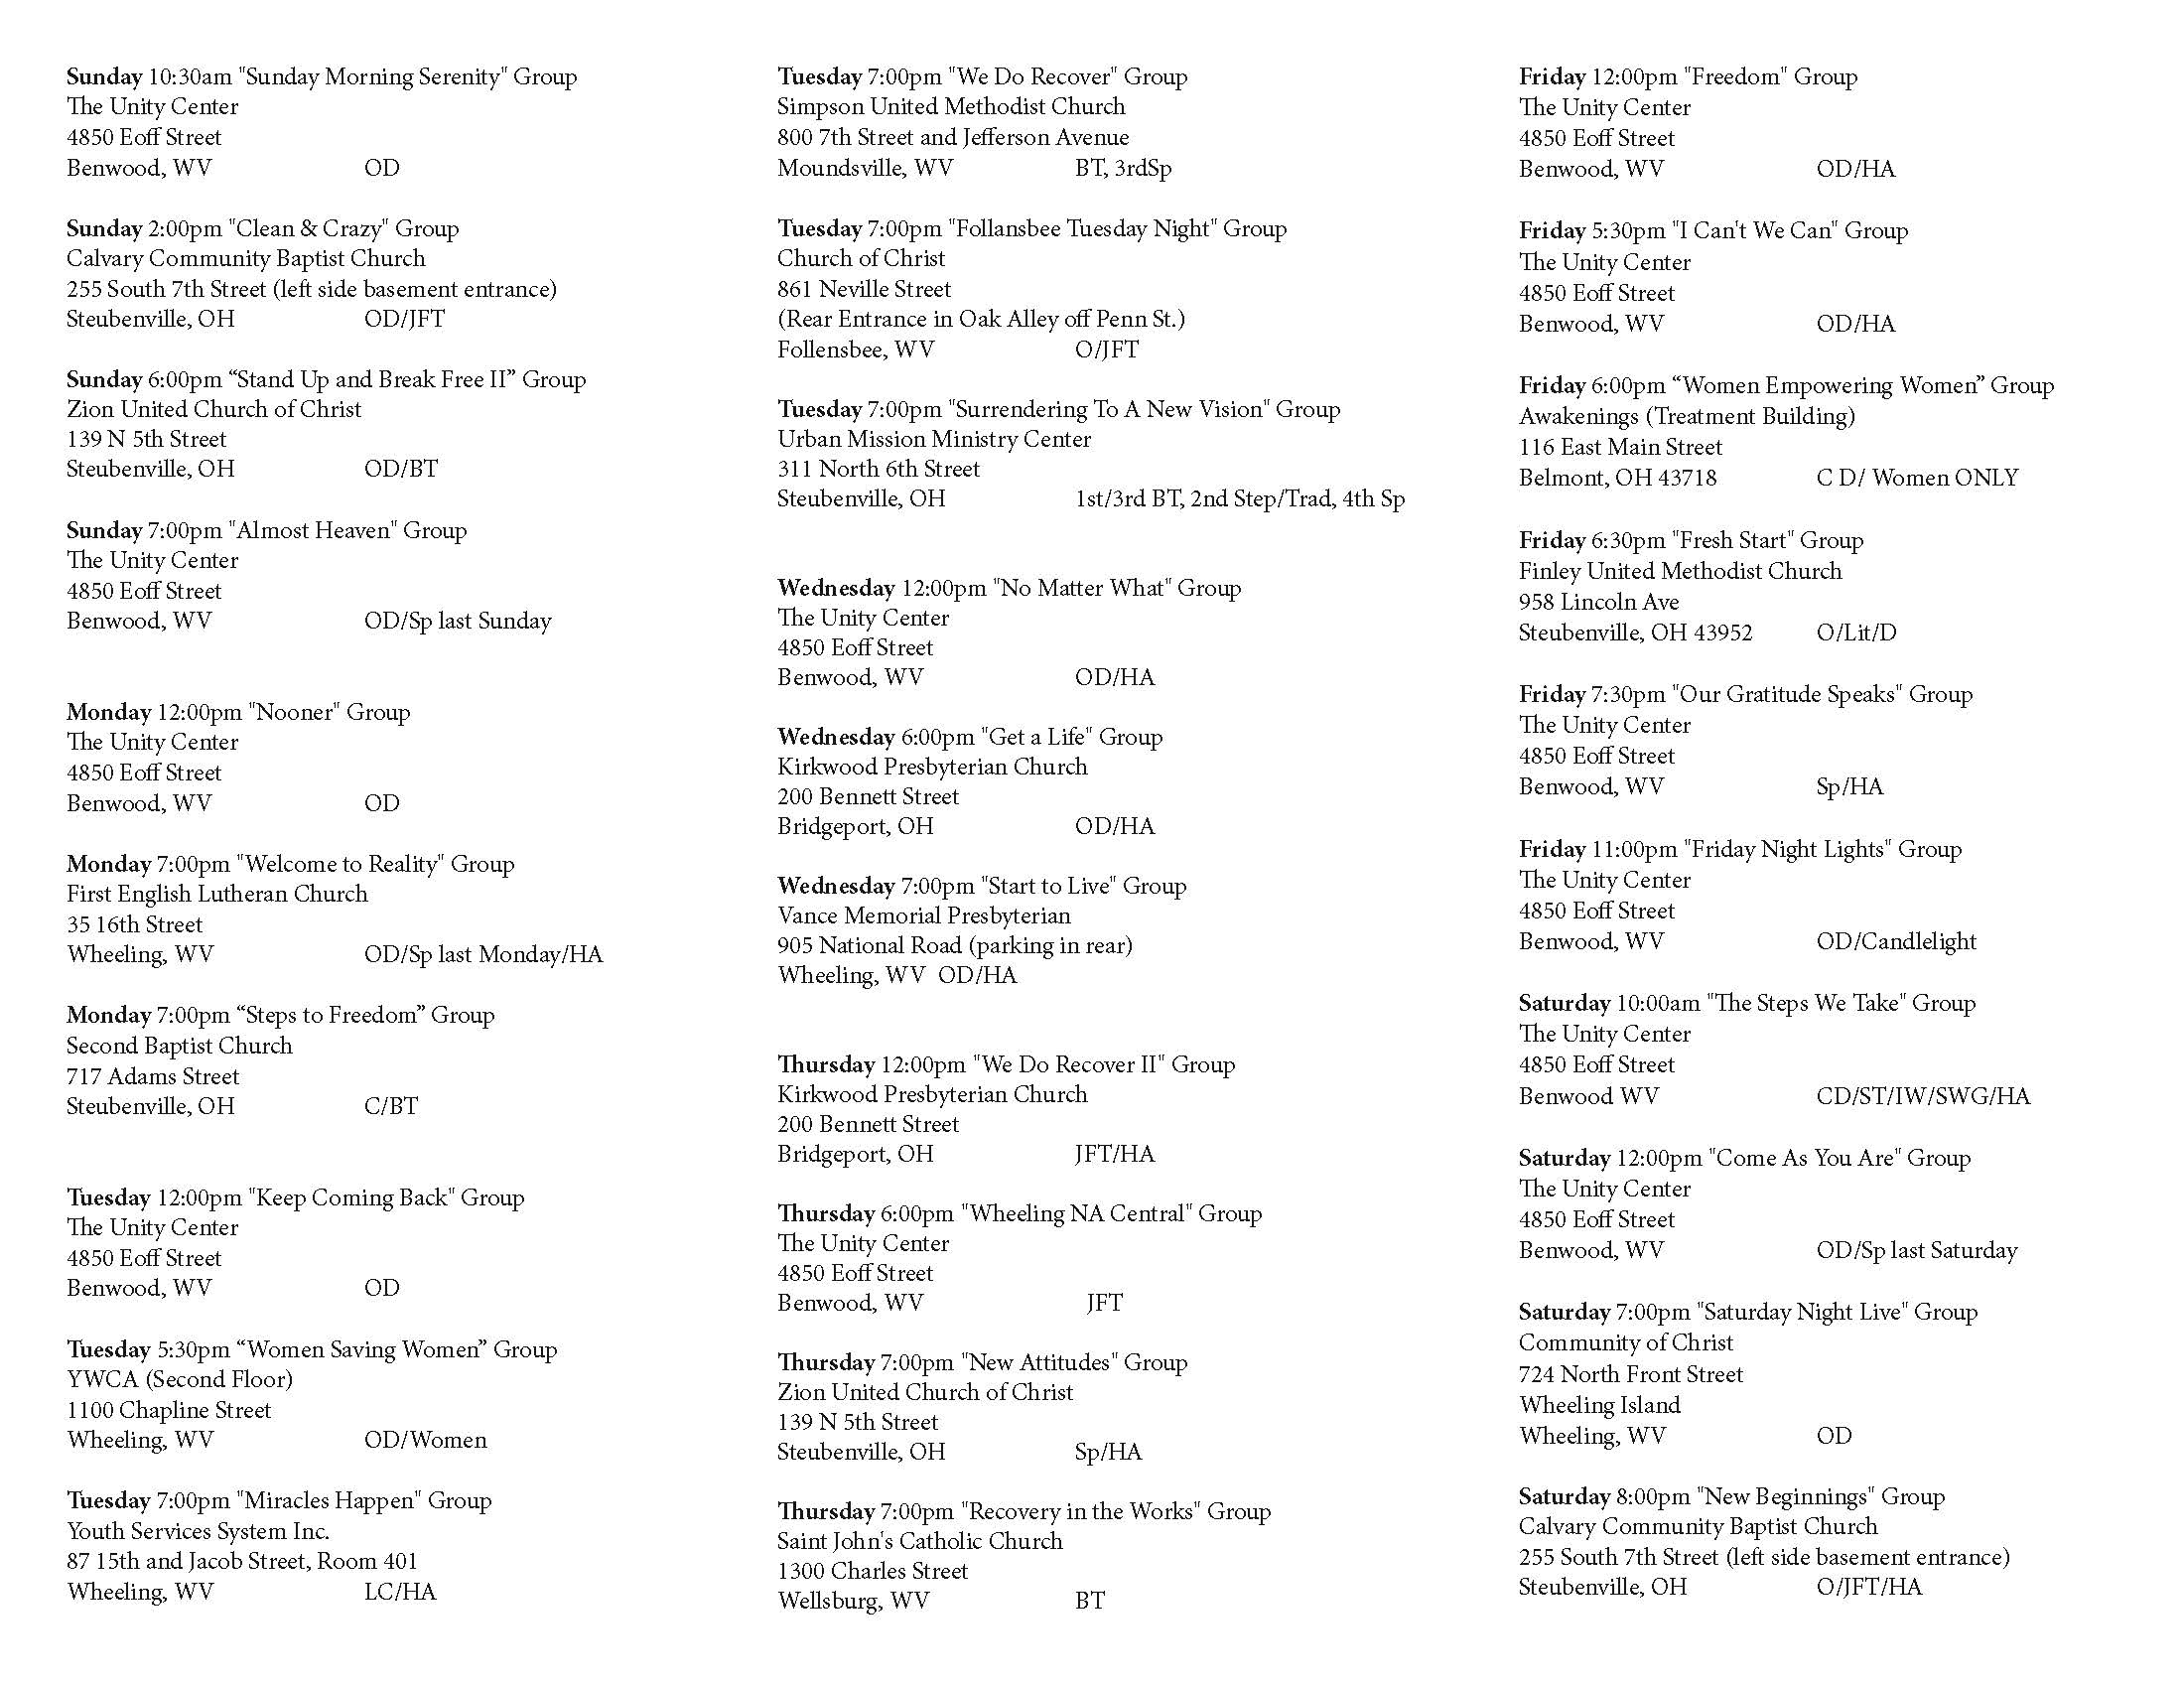 Sunday 10:30am "Sunday Morning Serenity" Group
The Unity Center
4850 Eoff Street
Benwood, WV OD
Sunday 2:00pm "Clean & Crazy" Group
Calvary Community Baptist Church
255 South 7th Street (left side basement entrance)
Steubenville, OH OD/JFT
Sunday 6:00pm “Stand Up and Break Free II” Group
Zion United Church of Christ
139 N 5th Street
Steubenville, OH OD/BT
Sunday 7:00pm "Almost Heaven" Group
The Unity Center
4850 Eoff Street
Benwood, WV OD/Sp last Sunday
Monday 12:00pm "Nooner" Group
The Unity Center
4850 Eoff Street
Benwood, WV OD
Monday 7:00pm "Welcome to Reality" Group
First English Lutheran Church
35 16th Street
Wheeling, WV OD/Sp last Monday/HA
Monday 7:00pm “Steps to Freedom” Group
Second Baptist Church
717 Adams Street
Steubenville, OH C/BT
Tuesday 12:00pm "Keep Coming Back" Group
The Unity Center
4850 Eoff Street
Benwood, WV OD
Tuesday 5:30pm “Women Saving Women” Group
YWCA (Second Floor)
1100 Chapline Street
Wheeling, WV OD/Women
Tuesday 7:00pm "Miracles Happen" Group
Youth Services System Inc.
87 15th and Jacob Street, Room 401
Wheeling, WV LC/HA
Tuesday 7:00pm "We Do Recover" Group
Simpson United Methodist Church
800 7th Street and Jefferson Avenue
Moundsville, WV BT, 3rdSp
Tuesday 7:00pm "Follansbee Tuesday Night" Group
Church of Christ
861 Neville Street
(Rear Entrance in Oak Alley off Penn St.)
Follensbee, WV O/JFT
Tuesday 7:00pm "Surrendering To A New Vision" Group
Urban Mission Ministry Center
311 North 6th Street
Steubenville, OH 1st/3rd BT, 2nd Step/Trad, 4th Sp
Wednesday 12:00pm "No Matter What" Group
The Unity Center
4850 Eoff Street
Benwood, WV OD/HA
Wednesday 6:00pm "Get a Life" Group
Kirkwood Presbyterian Church
200 Bennett Street
Bridgeport, OH OD/HA
Wednesday 7:00pm "Start to Live" Group
Vance Memorial Presbyterian
905 National Road (parking in rear)
Wheeling, WV OD/HA
Thursday 12:00pm "We Do Recover II" Group
Kirkwood Presbyterian Church
200 Bennett Street
Bridgeport, OH JFT/HA
Thursday 6:00pm "Wheeling NA Central" Group
The Unity Center
4850 Eoff Street
Benwood, WV JFT
Thursday 7:00pm "New Attitudes" Group
Zion United Church of Christ
139 N 5th Street
Steubenville, OH Sp/HA
Thursday 7:00pm "Recovery in the Works" Group
Saint John's Catholic Church
1300 Charles Street
Wellsburg, WV BT
Friday 12:00pm "Freedom" Group
The Unity Center
4850 Eoff Street
Benwood, WV OD/HA
Friday 5:30pm "I Can't We Can" Group
The Unity Center
4850 Eoff Street
Benwood, WV OD/HA
Friday 6:00pm “Women Empowering Women” Group
Awakenings (Treatment Building)
116 East Main Street
Belmont, OH 43718 C D/ Women ONLY
Friday 6:30pm "Fresh Start" Group
Finley United Methodist Church
958 Lincoln Ave
Steubenville, OH 43952 O/Lit/D
Friday 7:30pm "Our Gratitude Speaks" Group
The Unity Center
4850 Eoff Street
Benwood, WV Sp/HA
Friday 11:00pm "Friday Night Lights" Group
The Unity Center
4850 Eoff Street
Benwood, WV OD/Candlelight
Saturday 10:00am "The Steps We Take" Group
The Unity Center
4850 Eoff Street
Benwood WV CD/ST/IW/SWG/HA
Saturday 12:00pm "Come As You Are" Group
The Unity Center
4850 Eoff Street
Benwood, WV OD/Sp last Saturday
Saturday 7:00pm "Saturday Night Live" Group
Community of Christ
724 North Front Street
Wheeling Island
Wheeling, WV OD
Saturday 8:00pm "New Beginnings" Group
Calvary Community Baptist Church
255 South 7th Street (left side basement entrance)
Steubenville, OH O/JFT/HA